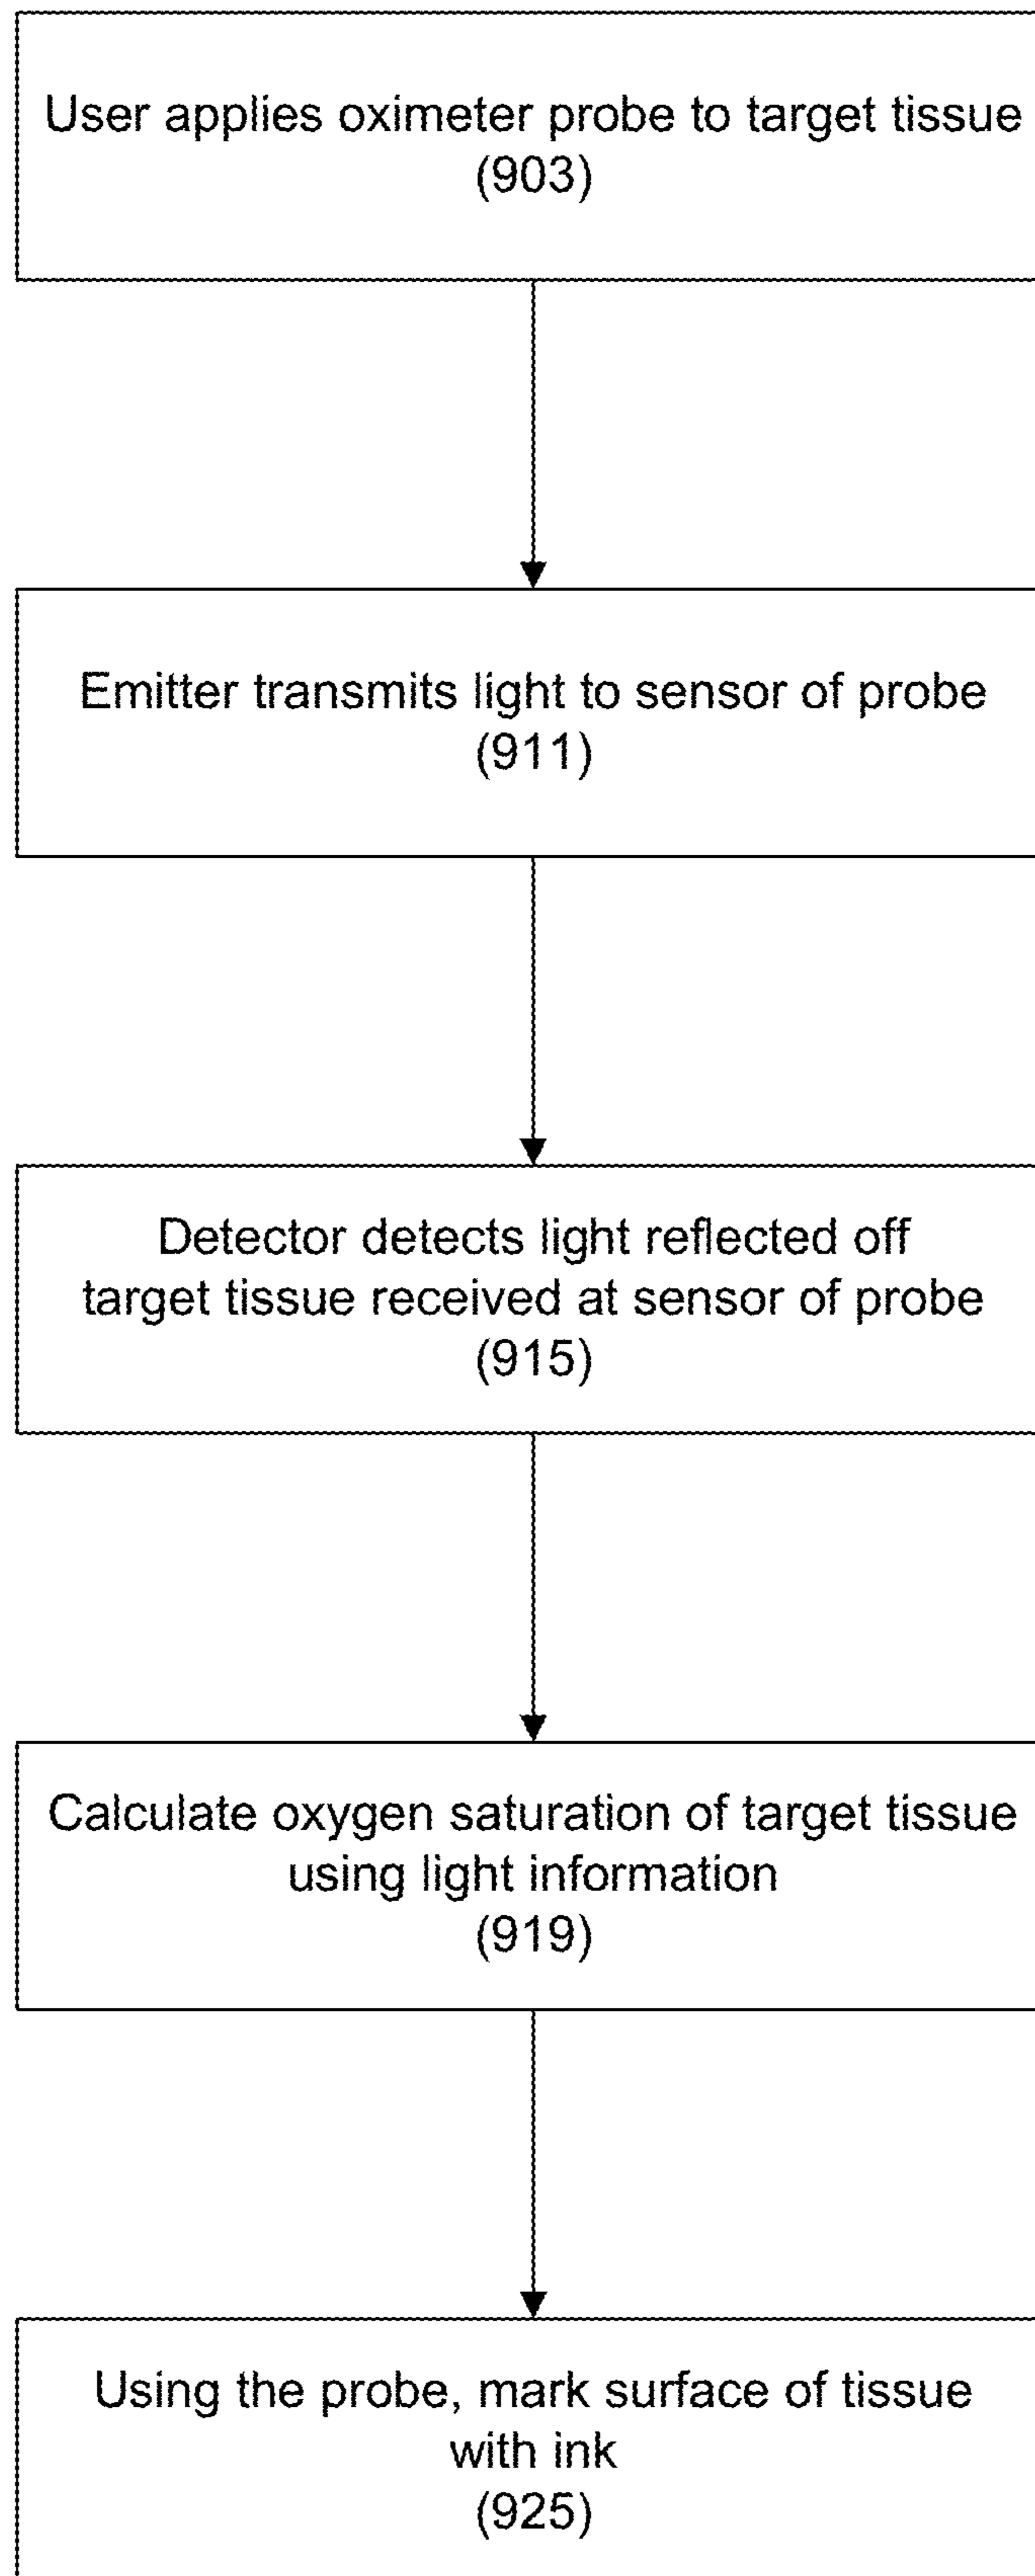 User applies oximeter probe to target tissue
(903)
Emitter transmits light to sensor of probe
(911)
Detector detects light reflected off
target tissue received at sensor of probe
(915)
Calculate oxygen saturation of target tissue
using light information
(919)
Using the probe, mark surface of tissue
with ink
(925)